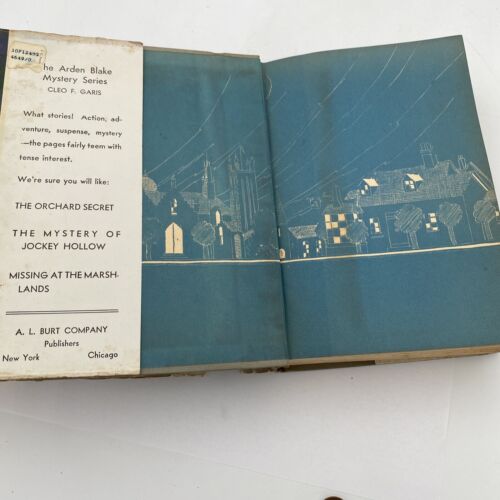 he Arden Blake
Mystery Series
CLEO F. GARIS
What stories! Action, ad-
venture, suspense, mystery
—the pages fairly teem with
tense interest.
We're sure you will like:
THE ORCHARD SECRET
THE MYSTERY OF
JOCKEY HOLLOW
MISSING AT THE MARSH-
LANDS
A. L. BURT COMPANY
Publishers
New York Chicago